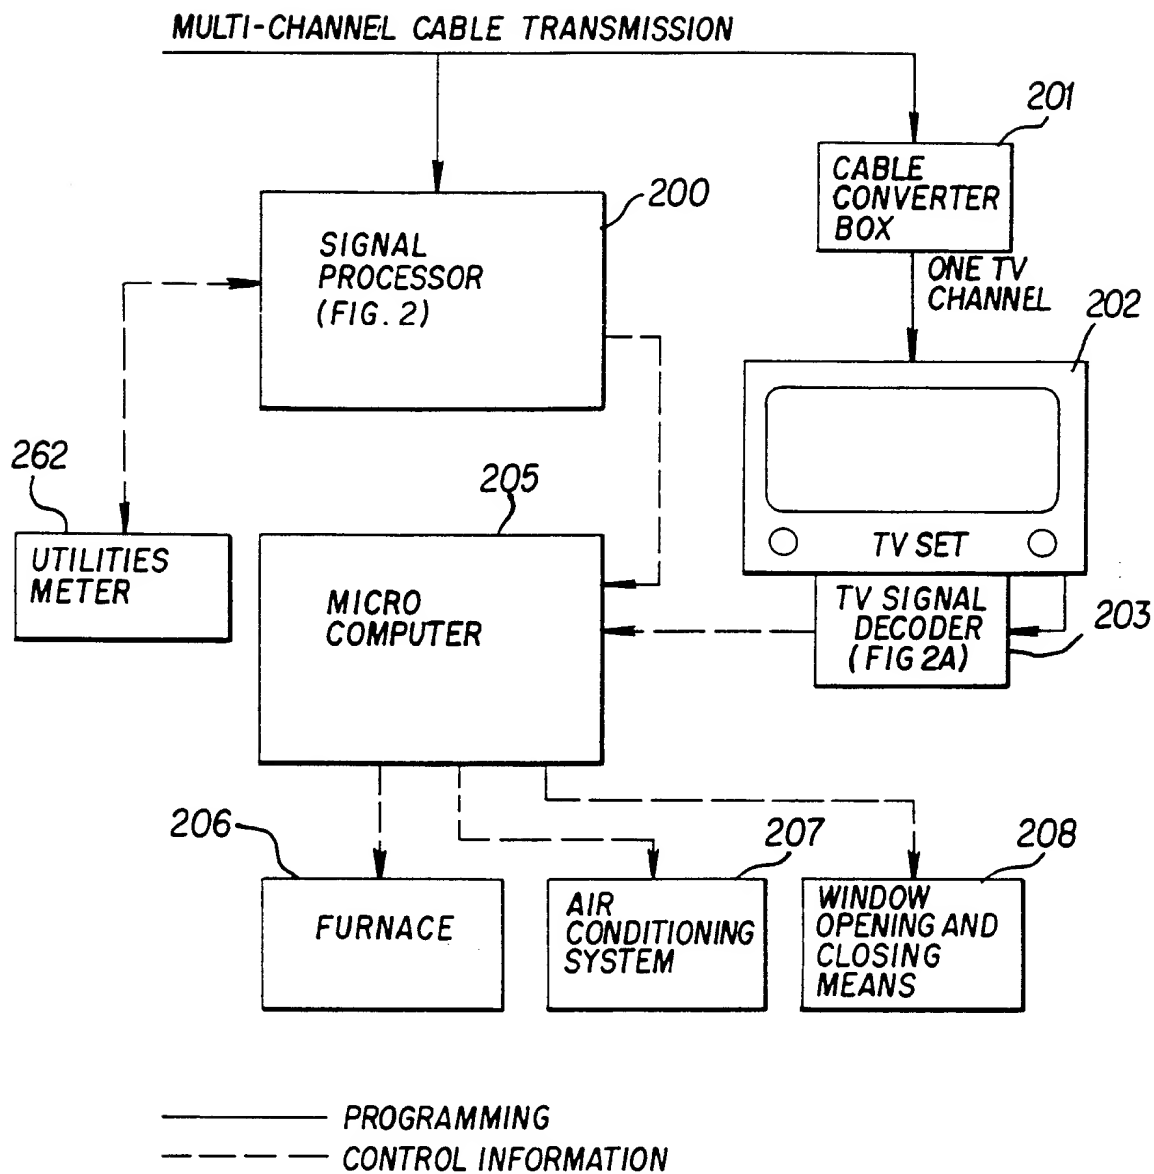 MULTI-CHANNEL CABLE TRANSMISSION
201
CABLE
CONVERTER
BOX
200
SIGNAL
PROCESSOR
(FIG. 2)
ONE TV
CHANNEL
202
TV SET
262
UTILITIES
METER
205
MICRO
COMPUTER
TV SIGNAL
DECODER
(FIG 2A)
203
206
FURNACE
207
AIR
CONDITIONING
SYSTEM
208
WINDOW
OPENING AND
CLOSING
MEANS
PROGRAMMING
CONTROL INFORMATION